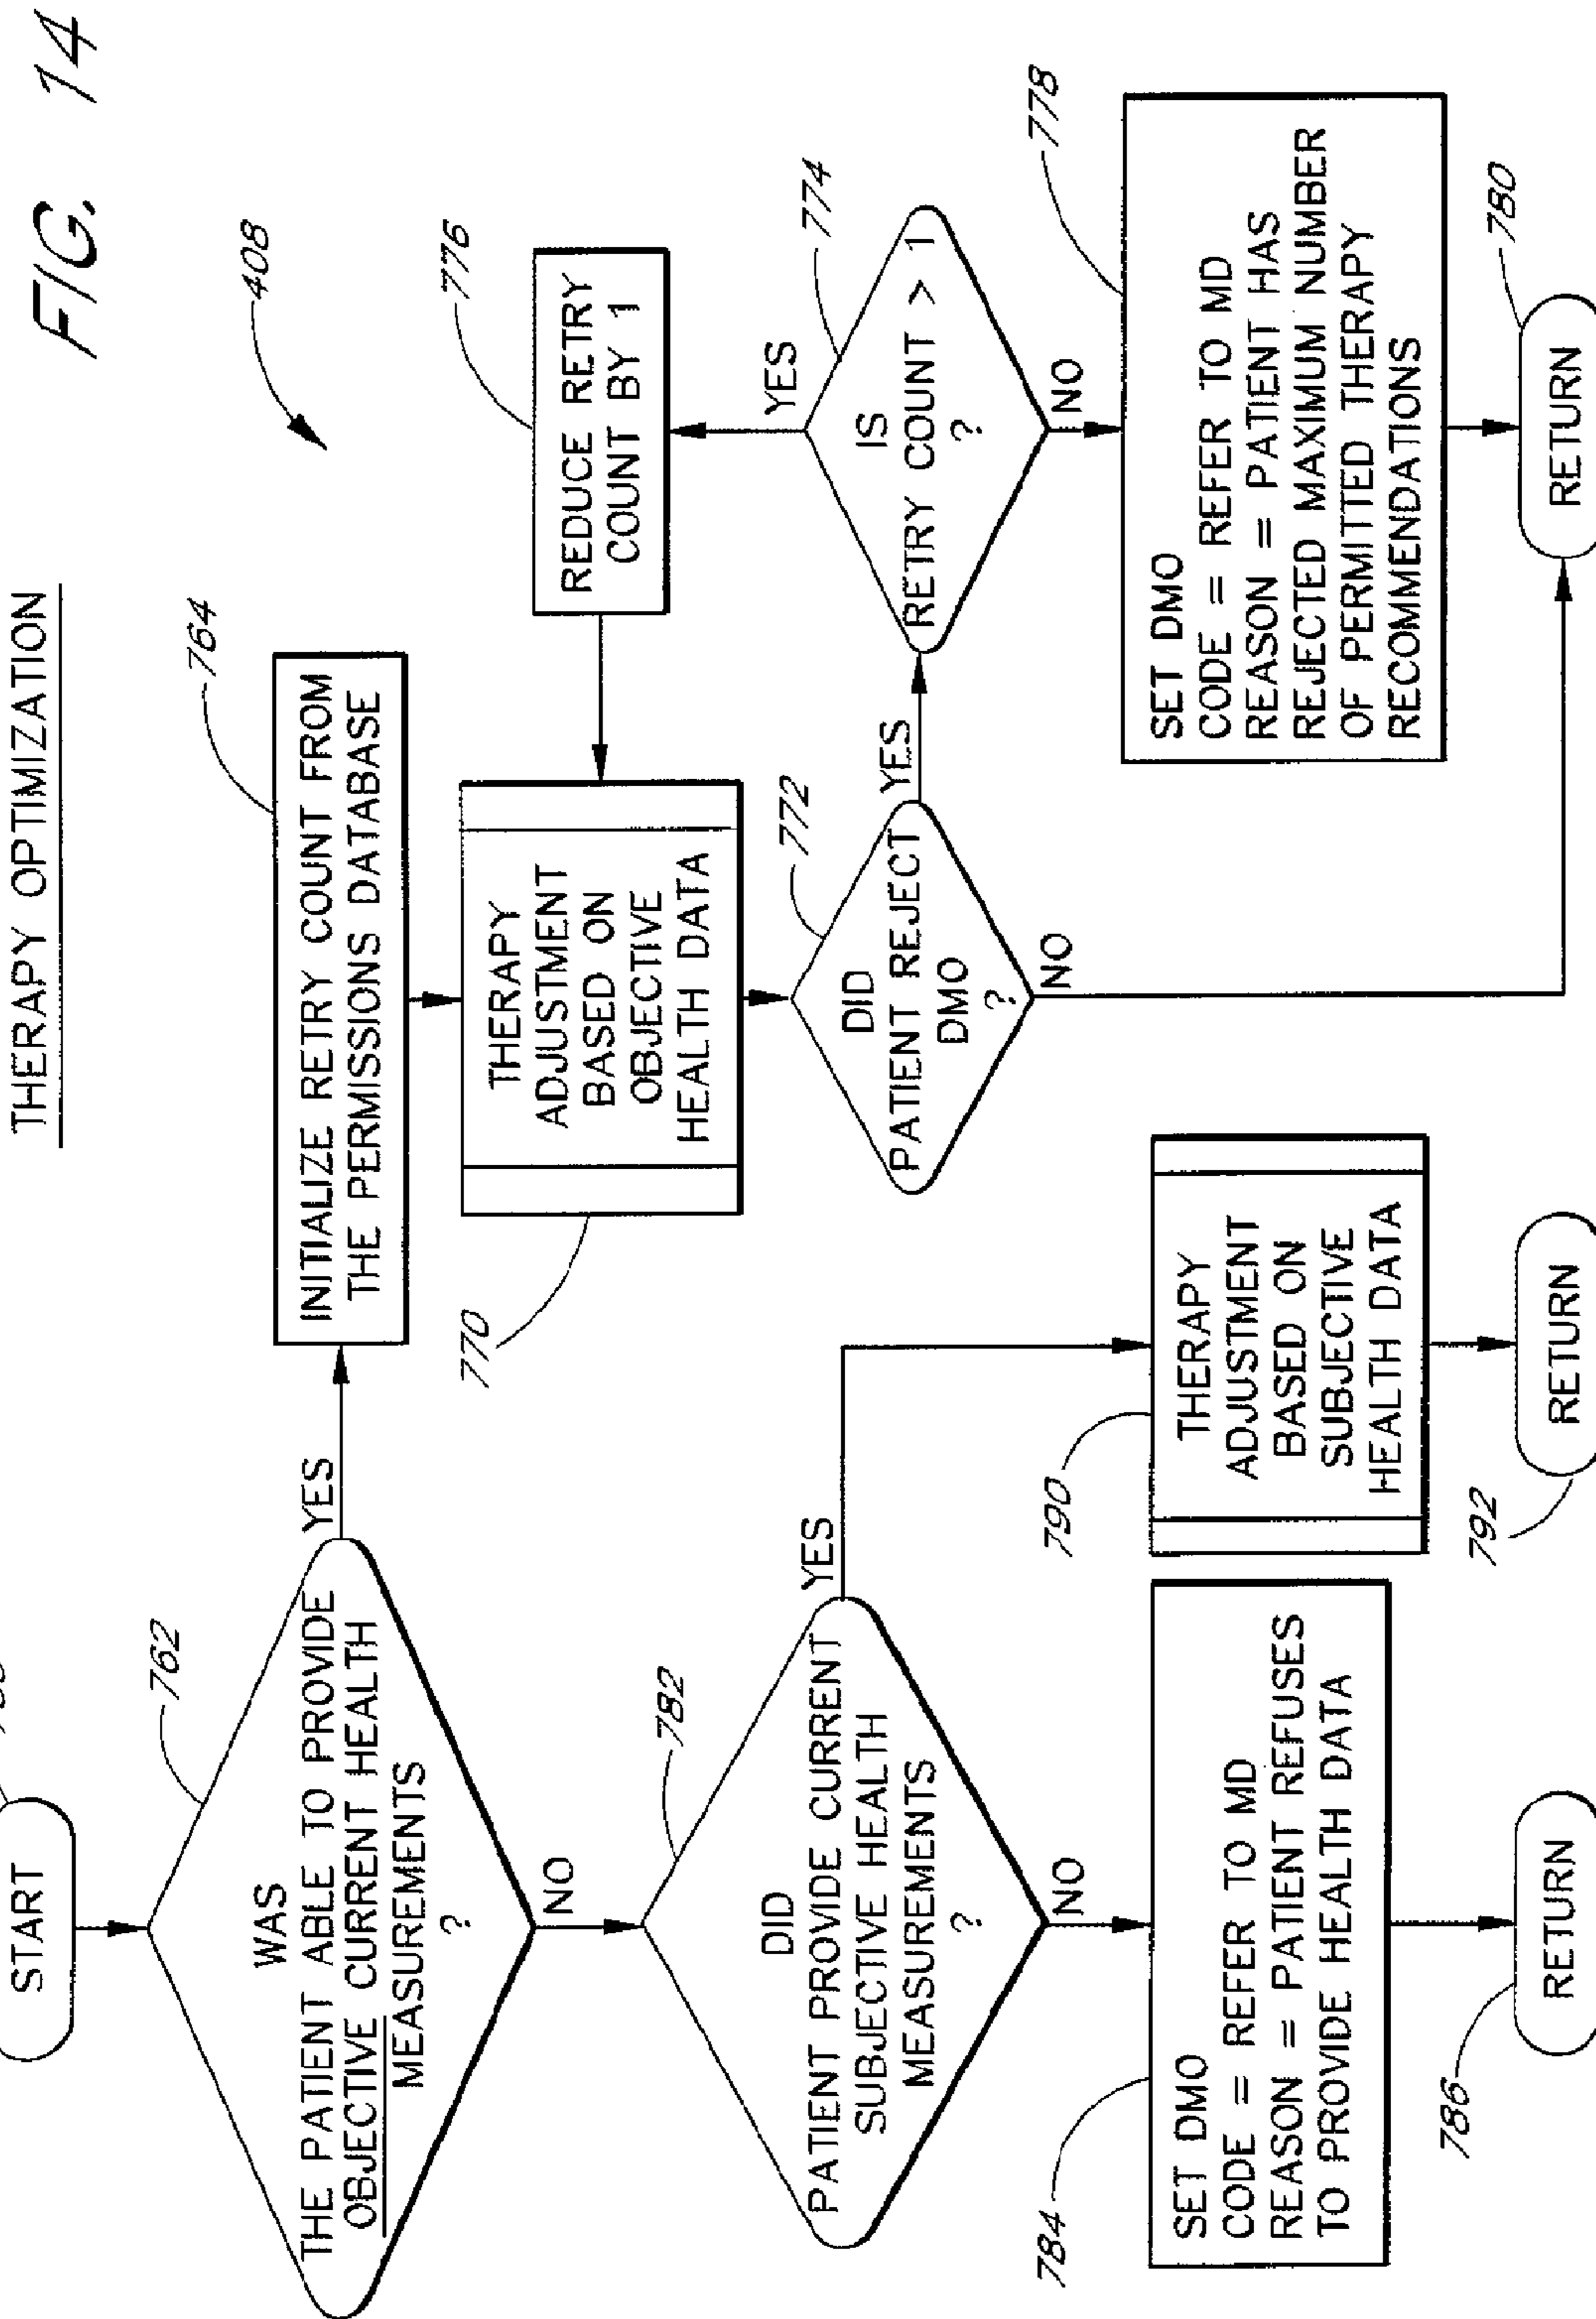 THERAPY OPTIMIZATION
FIG. 14
408
START
762
WAS
THE PATIENT ABLE TO PROVIDE
OBJECTIVE CURRENT HEALTH
MEASUREMENTS
?
YES
NO
764
INITIALIZE RETRY COUNT FROM
THE PERMISSIONS DATABASE
770
THERAPY
ADJUSTMENT
BASED ON
OBJECTIVE
HEALTH DATA
776
REDUCE RETRY
COUNT BY 1
772
DID
PATIENT REJECT
DMO
?
YES
NO
774
IS
RETRY COUNT > 1
?
YES
NO
778
SET DMO
CODE = REFER TO MD
REASON = PATIENT HAS
REJECTED MAXIMUM NUMBER
OF PERMITTED THERAPY
RECOMMENDATIONS
780
RETURN
782
DID
PATIENT PROVIDE CURRENT
SUBJECTIVE HEALTH
MEASUREMENTS
?
YES
NO
784
SET DMO
CODE = REFER TO MD
REASON = PATIENT REFUSES
TO PROVIDE HEALTH DATA
786
RETURN
790
THERAPY
ADJUSTMENT
BASED ON
SUBJECTIVE
HEALTH DATA
792
RETURN